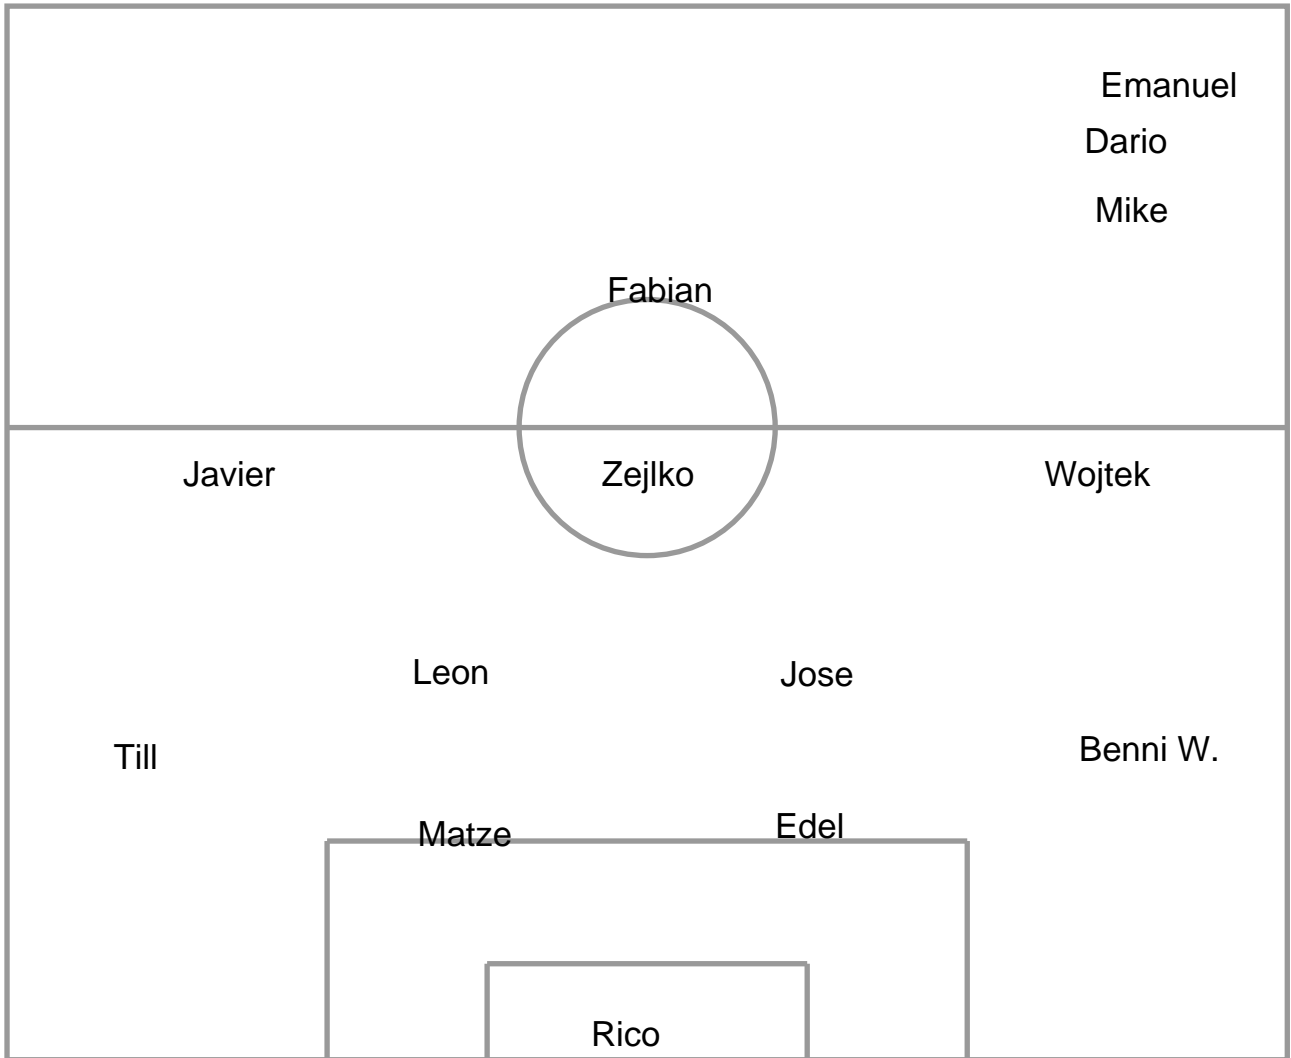 Emanuel
Dario
Mike
Fabian
Javier Zejlko Wojtek
Leon Jose
Till Benni W.
Matze Edel
Rico